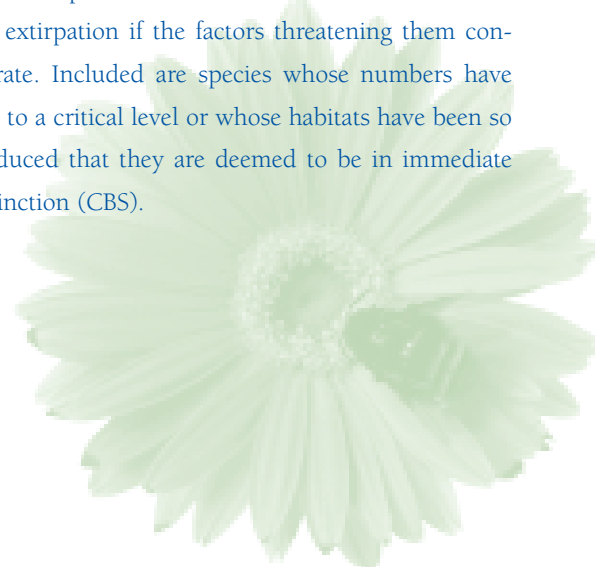 extirpation if the factors threatening them con-
rate. Included are species whose numbers have
to a critical level or whose habitats have been so
duced that they are deemed to be in immediate
inction (CBS).